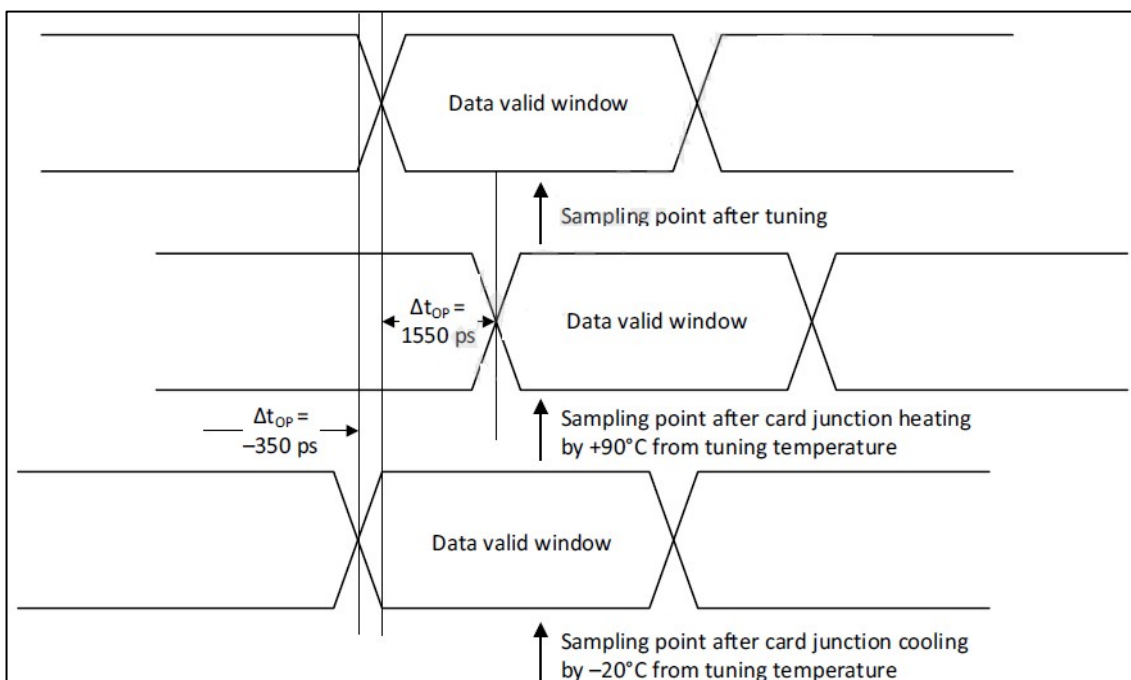 Data valid window
Sampling point after tuning
Δt_OP =
1550 ps
Data valid window
Δt_OP =
–350 ps
Sampling point after card junction heating
by +90°C from tuning temperature
Data valid window
Sampling point after card junction cooling
by –20°C from tuning temperature